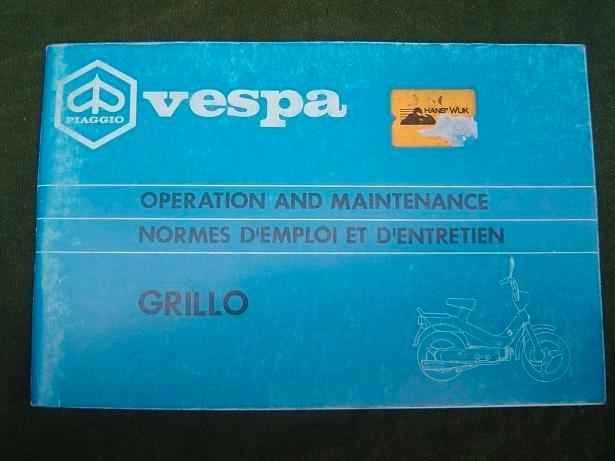 PIAGGIO
vespa
HANS WIJK
OPERATION AND MAINTENANCE
NORMES D'EMPLOI ET D'ENTRETIEN
GRILLO